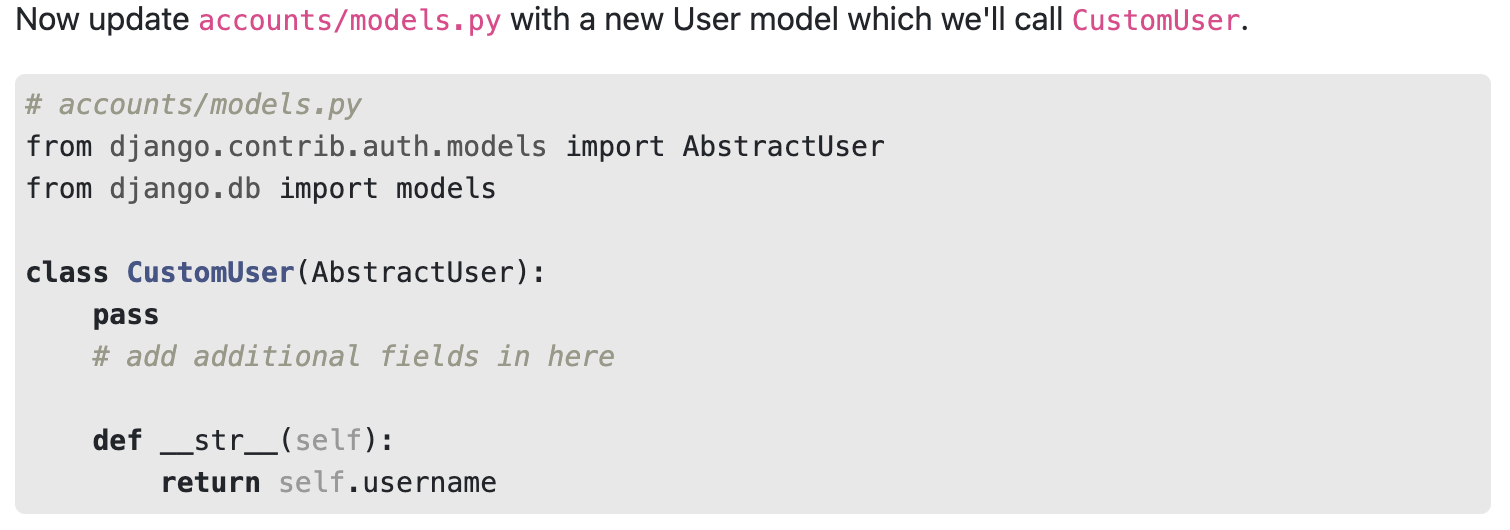 Now update accounts/models.py with a new User model which we'll call CustomUser.
# accounts/models.py
from django.contrib.auth.models import AbstractUser
from django.db import models
class CustomUser(AbstractUser):
    pass
    # add additional fields in here
    def __str__(self):
        return self.username